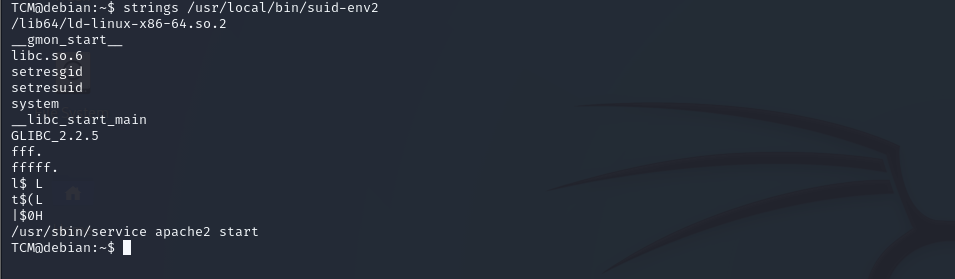 TCM@debian:~$ strings /usr/local/bin/suid-env2
/lib64/ld-linux-x86-64.so.2
__gmon_start__
libc.so.6
setresgid
setresuid
system
__libc_start_main
GLIBC_2.2.5
fff.
fffff.
l$ L
t$(L
|$0H
/usr/sbin/service apache2 start
TCM@debian:~$